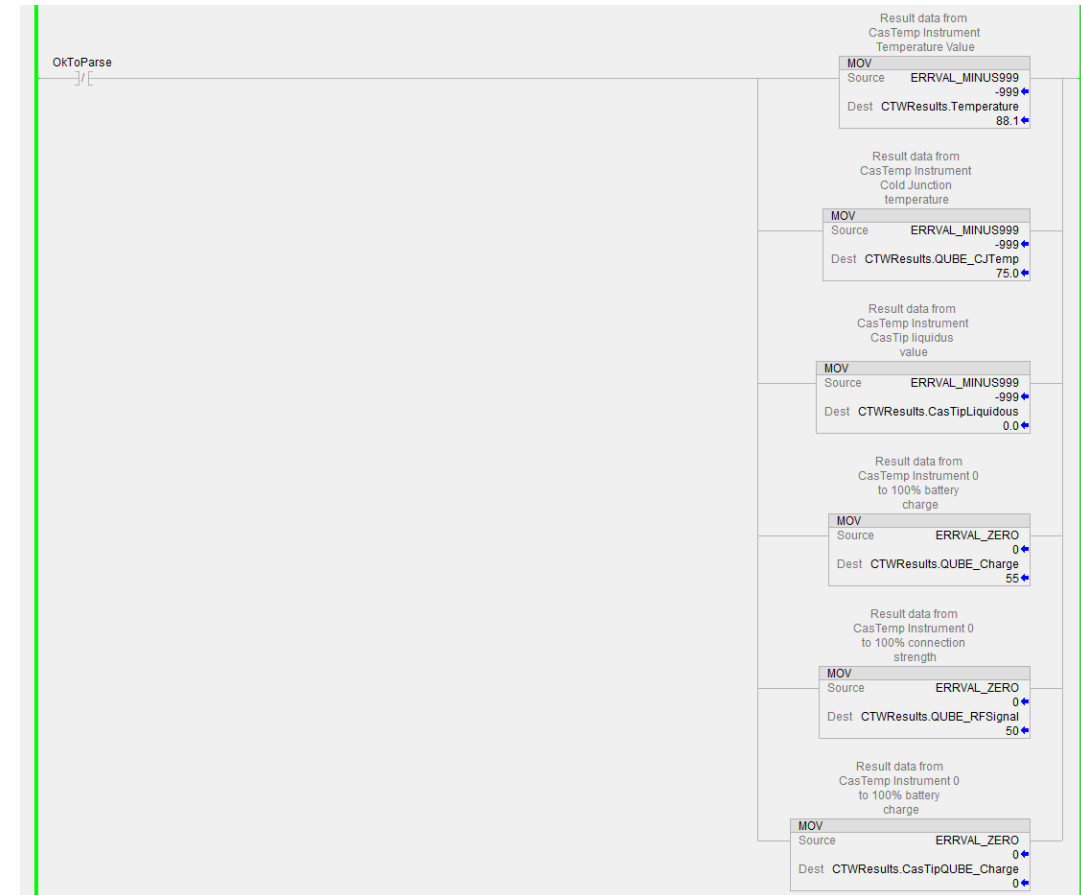 Result data from
CasTemp Instrument
Temperature Value
OkToParse
MOV
Source ERRVAL_MINUS999
-999
Dest CTWResults.Temperature
88.1
Result data from
CasTemp Instrument
Cold Junction
temperature
MOV
Source ERRVAL_MINUS999
-999
Dest CTWResults.QUBE_CJTemp
75.0
Result data from
CasTemp Instrument
CasTip liquidus
value
MOV
Source ERRVAL_MINUS999
-999
Dest CTWResults.CasTipLiquidous
0.0
Result data from
CasTemp Instrument 0
to 100% battery
charge
MOV
Source ERRVAL_ZERO
0
Dest CTWResults.QUBE_Charge
55
Result data from
CasTemp Instrument 0
to 100% connection
strength
MOV
Source ERRVAL_ZERO
0
Dest CTWResults.QUBE_RFSignal
50
Result data from
CasTemp Instrument 0
to 100% battery
charge
MOV
Source ERRVAL_ZERO
0
Dest CTWResults.CasTipQUBE_Charge
0